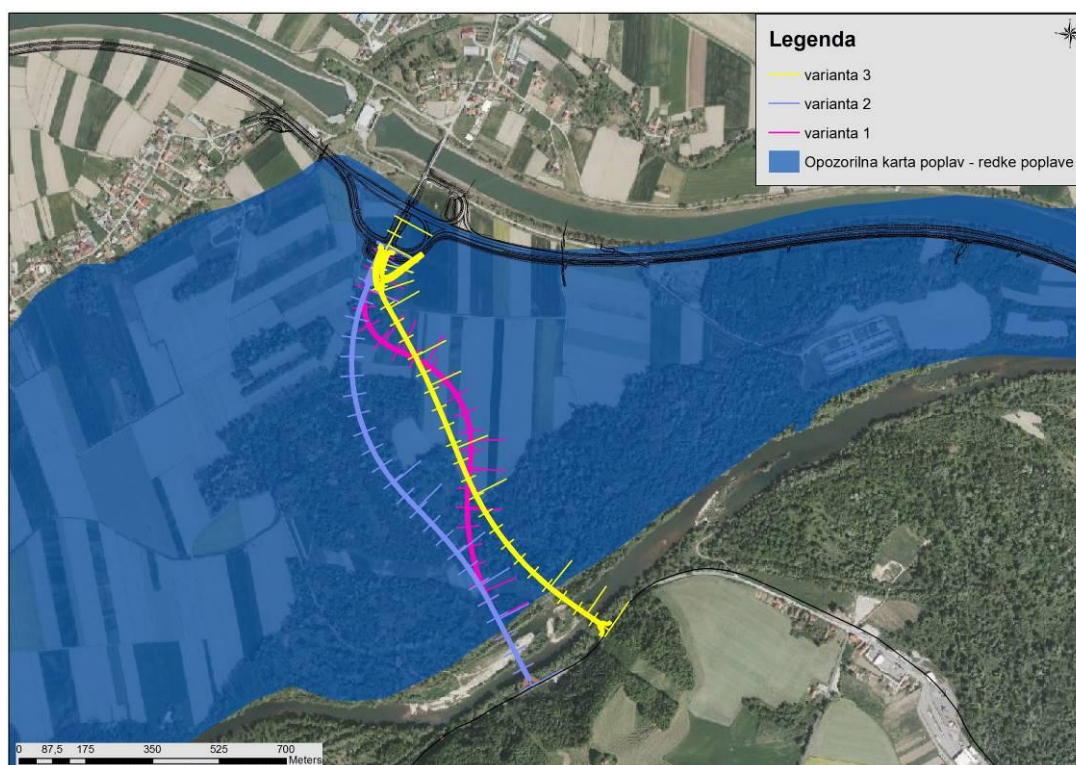 Legenda
varianta 3
varianta 2
varianta 1
Opozorilna karta poplav - redke poplave
0 87,5 175 350 525 700
Meters